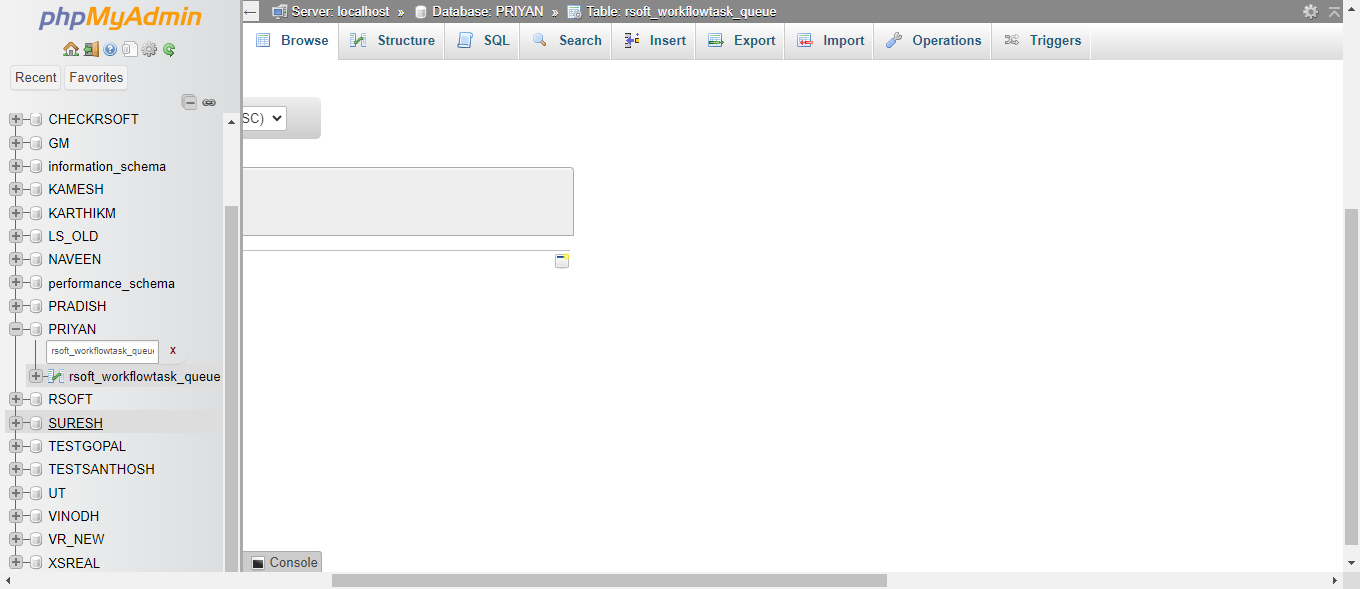 phpMyAdmin
Recent Favorites
CHECKRSOFT
GM
information_schema
KAMESH
KARTHIKM
LS_OLD
NAVEEN
performance_schema
PRADISH
PRIYAN
rsoft_workflowtask_queu
x
rsoft_workflowtask_queue
RSOFT
SURESH
TESTGOPAL
TESTSANTHOSH
UT
VINODH
VR_NEW
XSREAL
Server: localhost » Database: PRIYAN » Table: rsoft_workflowtask_queue
Browse Structure SQL Search Insert Export Import Operations Triggers
SC)
Console